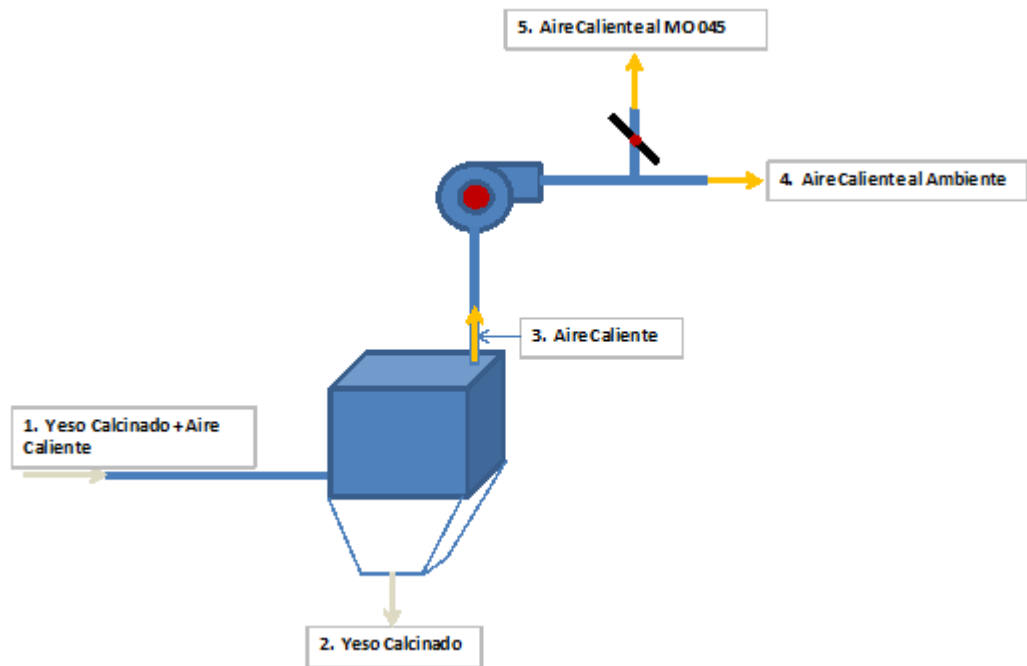 5. Aire Caliente al MO 045
4. Aire Caliente al Ambiente
3. Aire Caliente
1. Yeso Calcinado + Aire
Caliente
2. Yeso Calcinado